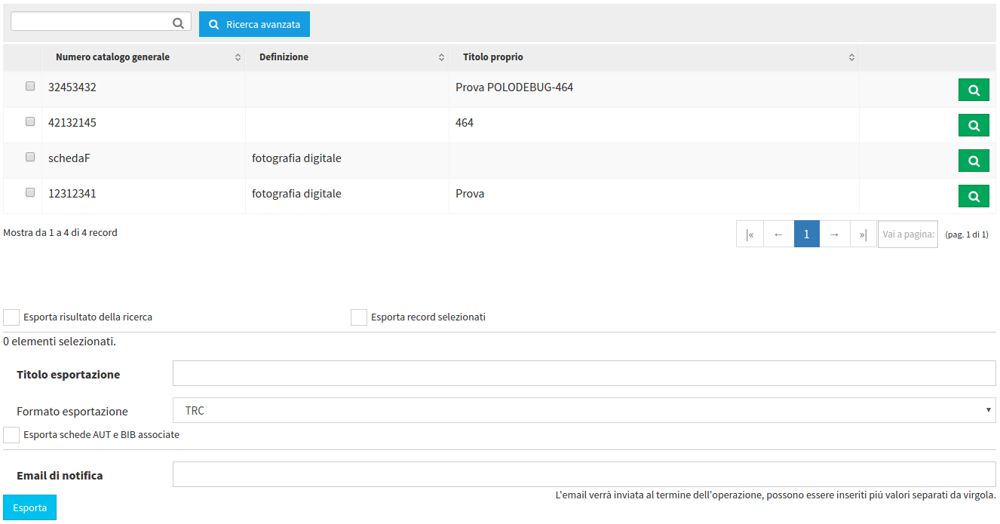 Ricerca avanzata
Numero catalogo generale Definizione Titolo proprio
32453432 Prova POLODEBUG-464
42132145 464
schedaF fotografia digitale
12312341 fotografia digitale Prova
Mostra da 1 a 4 di 4 record |« ← 1 → »| Vai a pagina: (pag. 1 di 1)
Esporta risultato della ricerca Esporta record selezionati
0 elementi selezionati.
Titolo esportazione
Formato esportazione TRC
Esporta schede AUT e BIB associate
Email di notifica
L'email verrà inviata al termine dell'operazione, possono essere inseriti piú valori separati da virgola.
Esporta